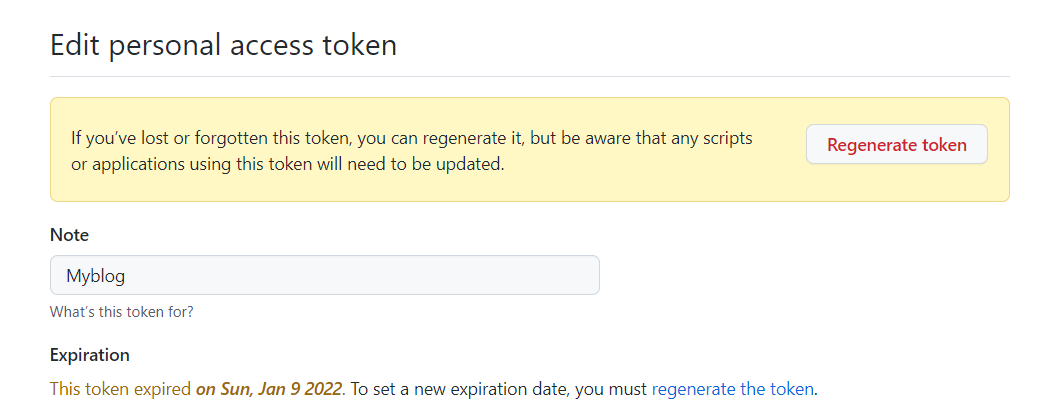 Edit personal access token
If you’ve lost or forgotten this token, you can regenerate it, but be aware that any scripts
or applications using this token will need to be updated.
Regenerate token
Note
Myblog
What’s this token for?
Expiration
This token expired on Sun, Jan 9 2022. To set a new expiration date, you must regenerate the token.